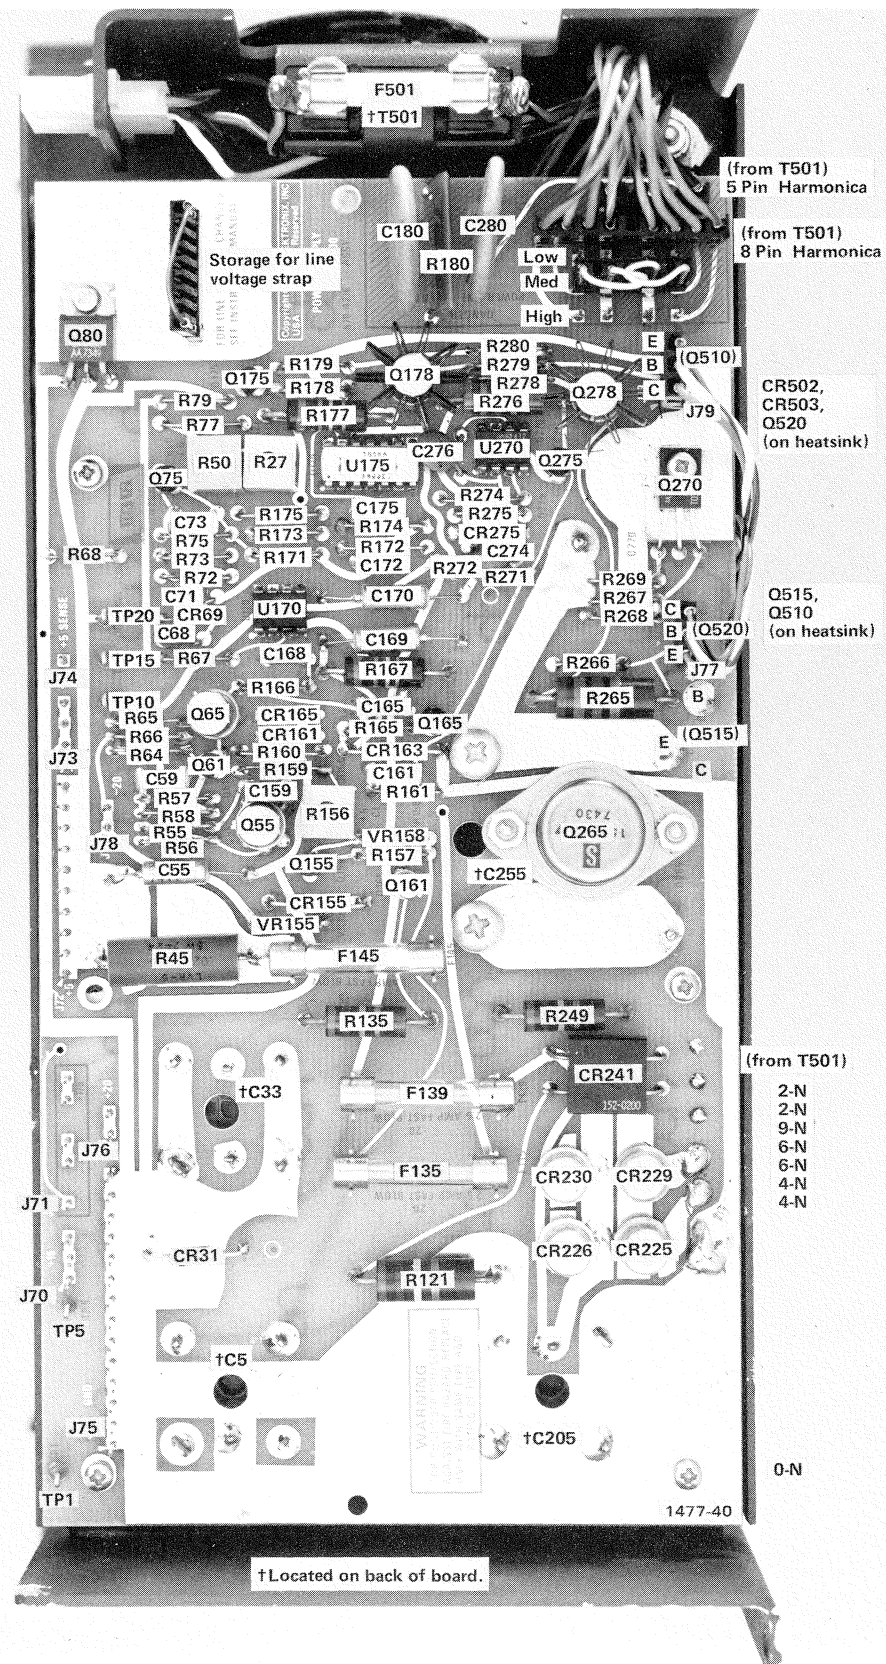 F501
†T501
(from T501)
5 Pin Harmonica
C180
C280
R180
(from T501)
8 Pin Harmonica
Storage for line
voltage strap
Low
Med
High
Q80
E
B
C
(Q510)
R280
R279
R278
R276
R179
R178
R177
Q175
Q178
Q278
J79
CR502,
CR503,
Q520
(on heatsink)
R79
R77
R50
R27
U175
C276
U270
Q275
Q270
Q75
C73
R75
R73
R72
C71
R175
R173
R171
C175
R174
R172
C172
R274
R275
CR275
C274
R272
R271
R68
TP20
CR69
C68
U170
C170
R269
R267
R268
C
B
E
(Q520)
J77
Q515,
Q510
(on heatsink)
+5 SENSE
J74
TP15
R67
C168
C169
R167
R266
R265
B
TP10
R65
R66
R64
Q65
R166
CR165
CR161
R160
R159
C165
R165
CR163
Q165
E
(Q515)
C
J73
C59
R57
R58
R55
R56
Q61
C159
Q55
R156
C161
R161
Q265
7430
J78
C55
Q155
VR158
R157
Q161
†C255
CR155
VR155
R45
F145
R135
R249
CR241
152-0200
(from T501)
2-N
2-N
9-N
6-N
6-N
4-N
4-N
†C33
F139
F135
J76
CR230
CR229
CR226
CR225
J71
CR31
R121
J70
TP5
†C5
WARNING
J75
†C205
0-N
TP1
1477-40
†Located on back of board.